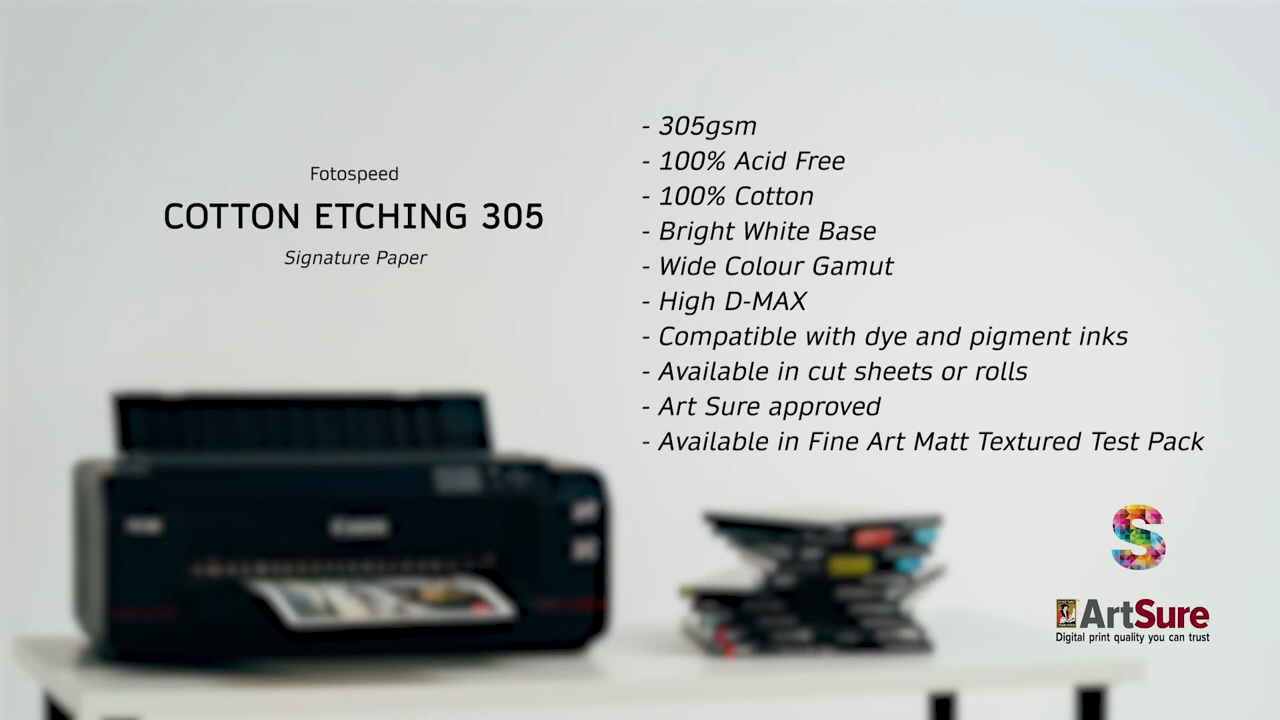 Fotospeed
COTTON ETCHING 305
Signature Paper
- 305gsm
- 100% Acid Free
- 100% Cotton
- Bright White Base
- Wide Colour Gamut
- High D-MAX
- Compatible with dye and pigment inks
- Available in cut sheets or rolls
- Art Sure approved
- Available in Fine Art Matt Textured Test Pack
Canon
S
ArtSure
Digital print quality you can trust